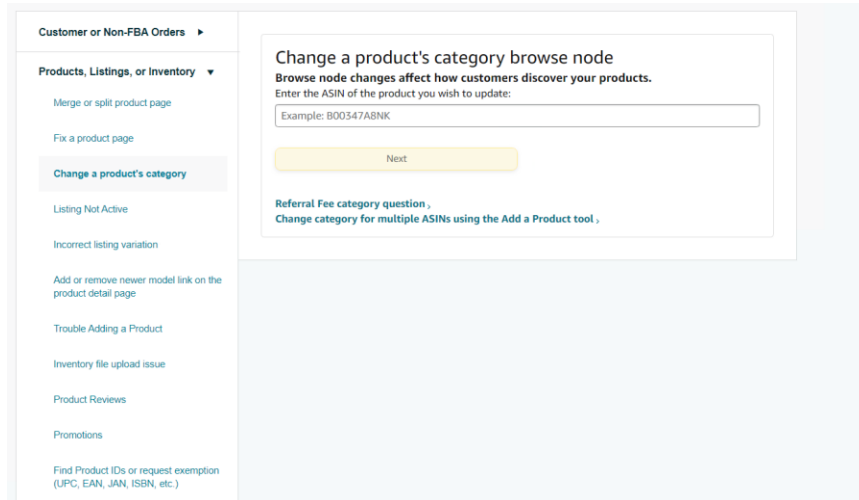 Customer or Non-FBA Orders ▶
Products, Listings, or Inventory ▼
Merge or split product page
Fix a product page
Change a product's category
Listing Not Active
Incorrect listing variation
Add or remove newer model link on the
product detail page
Trouble Adding a Product
Inventory file upload issue
Product Reviews
Promotions
Find Product IDs or request exemption
(UPC, EAN, JAN, ISBN, etc.)
Change a product's category browse node
Browse node changes affect how customers discover your products.
Enter the ASIN of the product you wish to update:
Example: B00347A8NK
Next
Referral Fee category question ›
Change category for multiple ASINs using the Add a Product tool ›